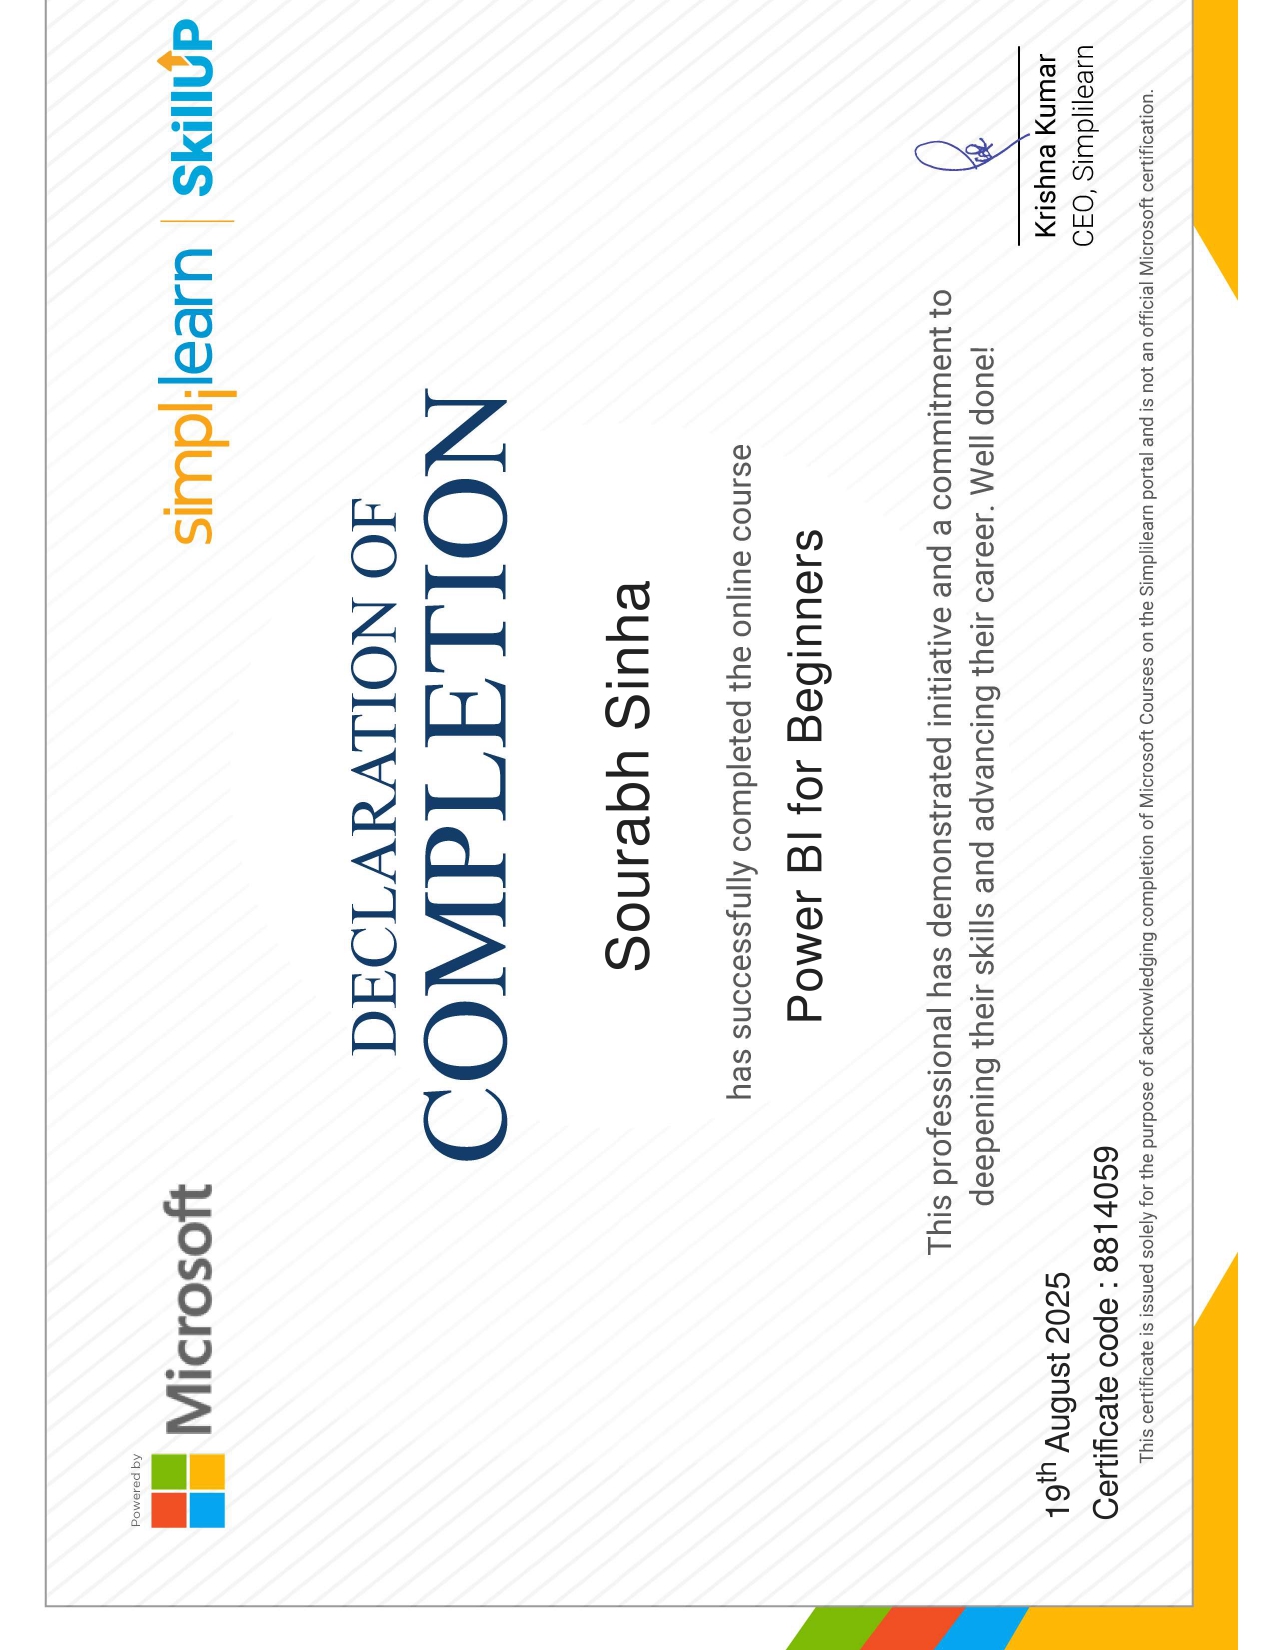 Powered by
Microsoft
simplilearn | SkillUP
DECLARATION OF
COMPLETION
Sourabh Sinha
has successfully completed the online course
Power BI for Beginners
This professional has demonstrated initiative and a commitment to
deepening their skills and advancing their career. Well done!
19th August 2025
Certificate code : 8814059
Krishna Kumar
CEO, Simplilearn
This certificate is issued solely for the purpose of acknowledging completion of Microsoft Courses on the Simplilearn portal and is not an official Microsoft certification.